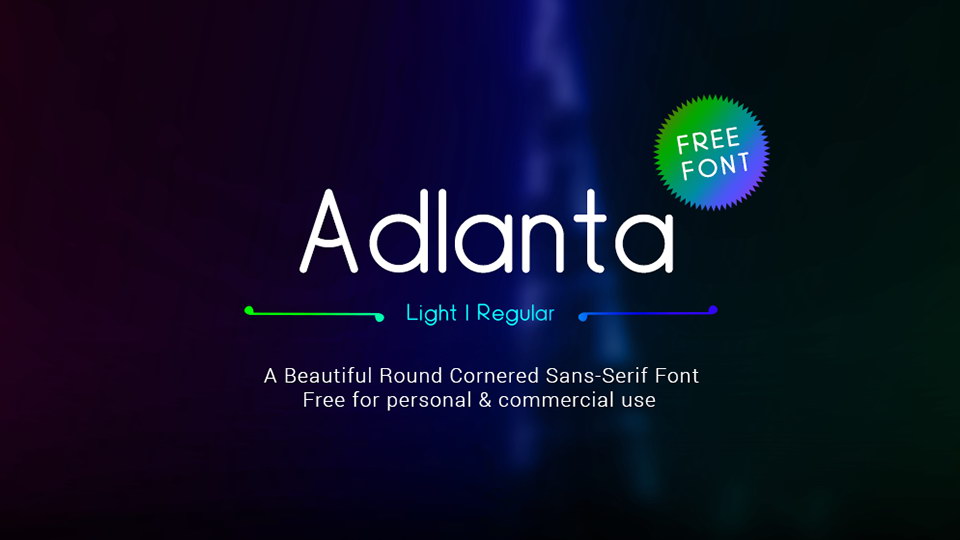 FREE
FONT
Adlanta
Light | Regular
A Beautiful Round Cornered Sans-Serif Font
Free for personal & commercial use